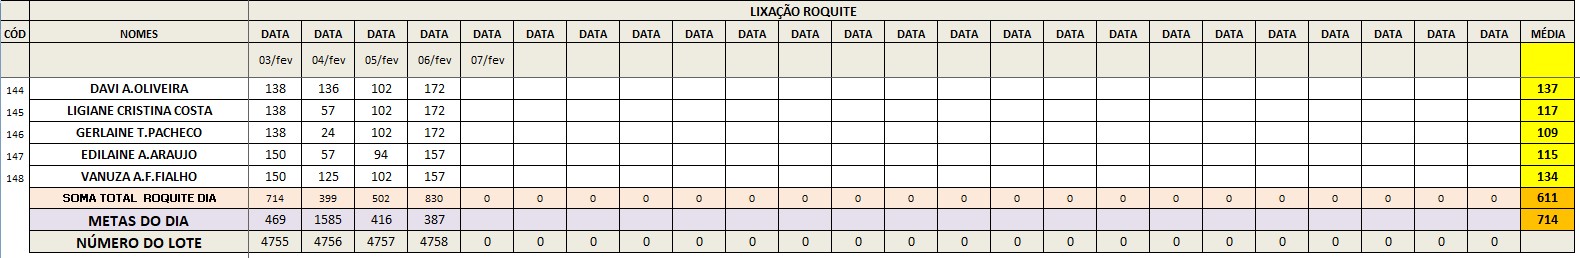 LIXAÇÃO ROQUITE
CÓD NOMES DATA DATA DATA DATA DATA DATA DATA DATA DATA DATA DATA DATA DATA DATA DATA DATA DATA DATA DATA DATA DATA DATA DATA DATA MÉDIA
03/fev 04/fev 05/fev 06/fev 07/fev
144 DAVI A.OLIVEIRA 138 136 102 172 137
145 LIGIANE CRISTINA COSTA 138 57 102 172 117
146 GERLAINE T.PACHECO 138 24 102 172 109
147 EDILAINE A.ARAUJO 150 57 94 157 115
148 VANUZA A.F.FIALHO 150 125 102 157 134
SOMA TOTAL ROQUITE DIA 714 399 502 830 0 0 0 0 0 0 0 0 0 0 0 0 0 0 0 0 0 0 0 0 611
METAS DO DIA 469 1585 416 387 714
NÚMERO DO LOTE 4755 4756 4757 4758 0 0 0 0 0 0 0 0 0 0 0 0 0 0 0 0 0 0 0 0